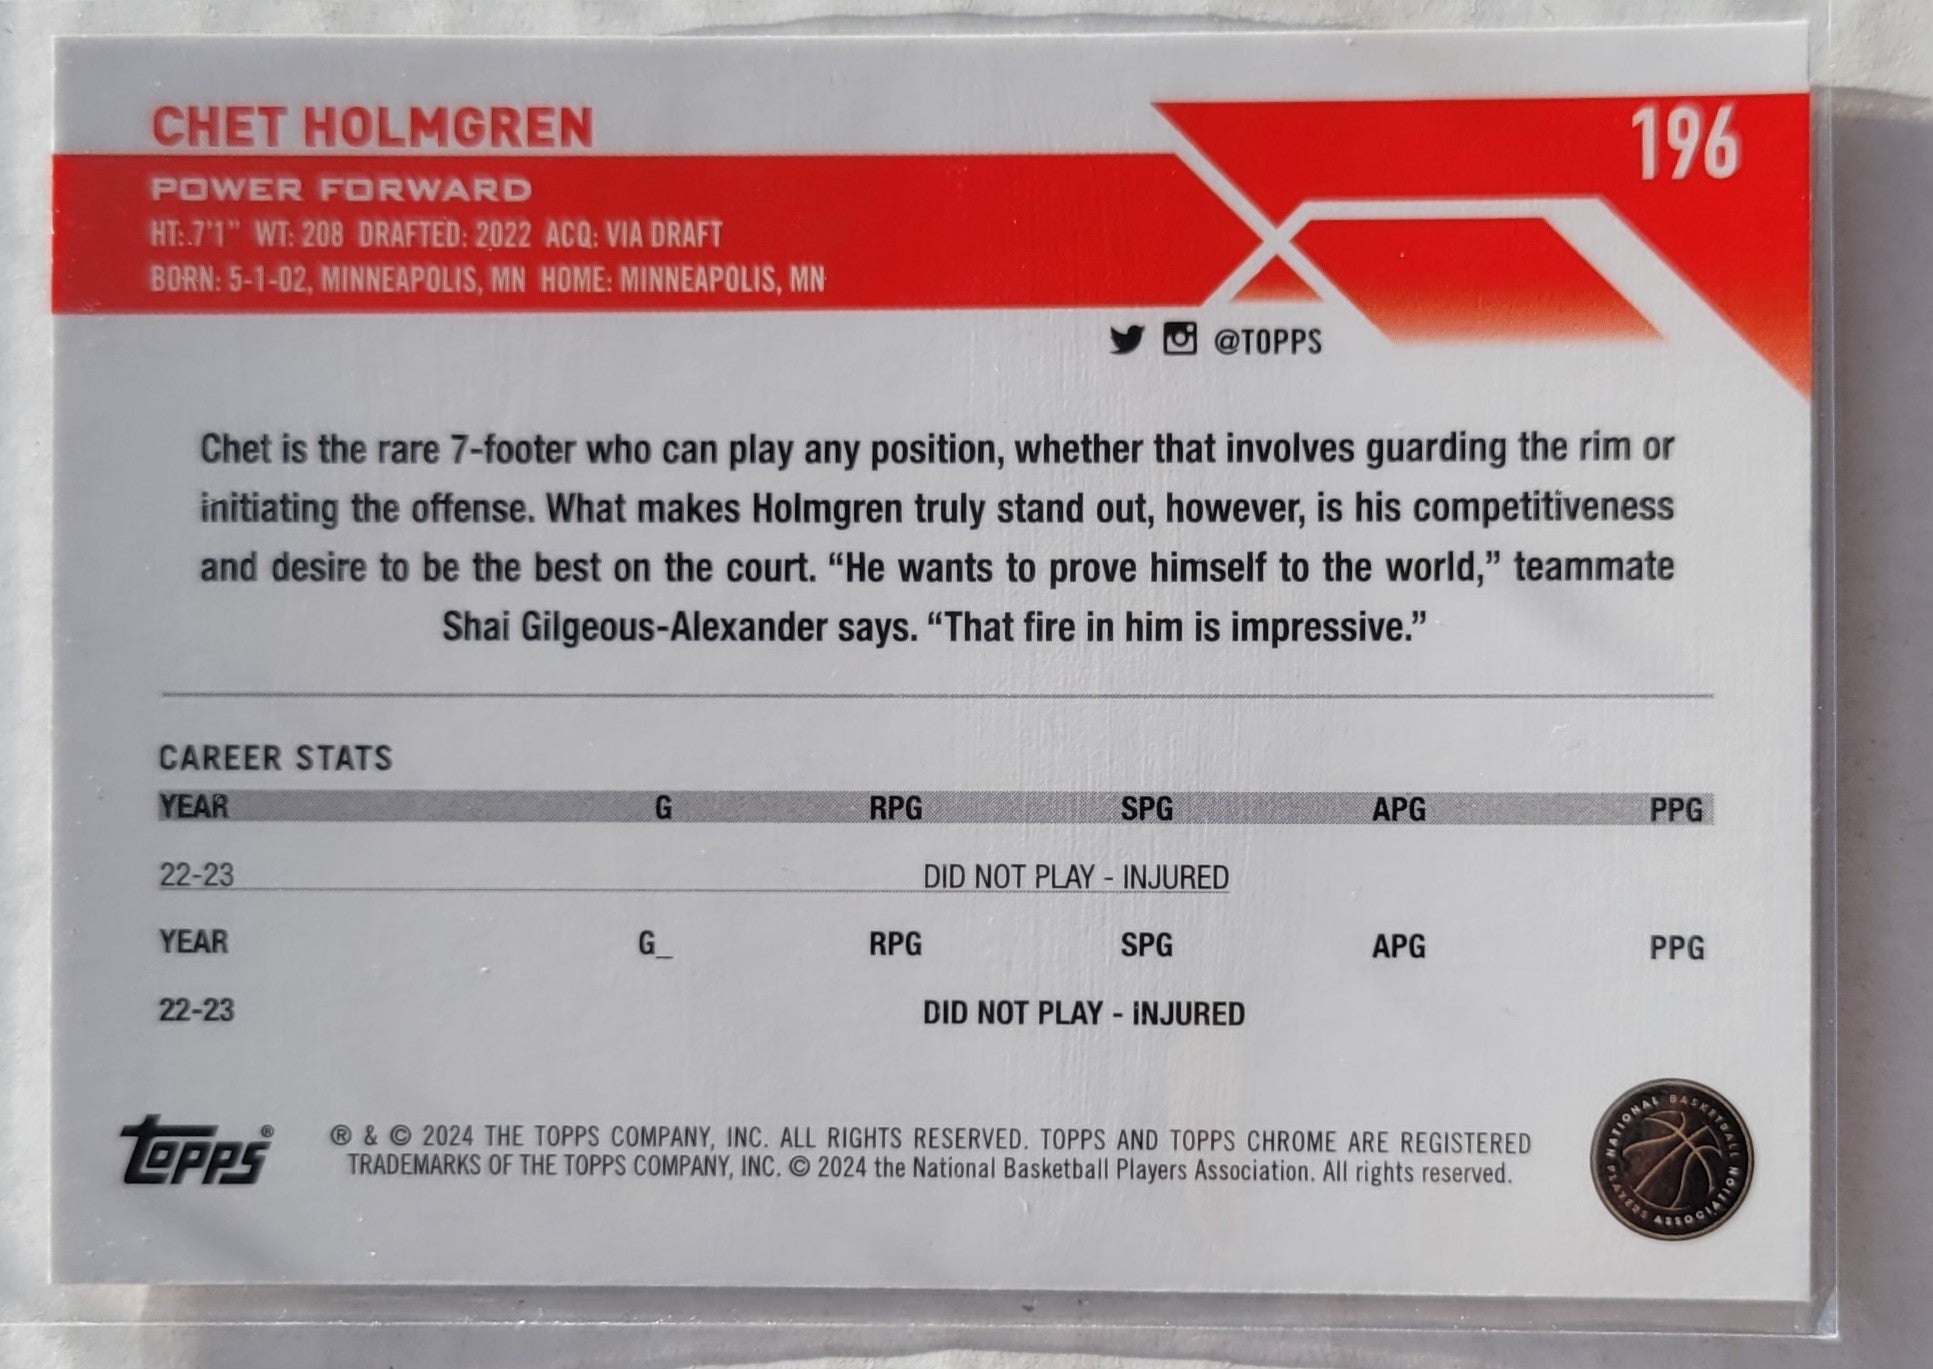 CHET HOLMGREN
196
POWER FORWARD
HT: 7'1" WT: 208 DRAFTED: 2022 ACQ: VIA DRAFT
BORN: 5-1-02, MINNEAPOLIS, MN HOME: MINNEAPOLIS, MN
@TOPPS
Chet is the rare 7-footer who can play any position, whether that involves guarding the rim or
initiating the offense. What makes Holmgren truly stand out, however, is his competitiveness
and desire to be the best on the court. “He wants to prove himself to the world,” teammate
Shai Gilgeous-Alexander says. “That fire in him is impressive.”
CAREER STATS
YEAR G RPG SPG APG PPG
22-23 DID NOT PLAY - INJURED
YEAR G_ RPG SPG APG PPG
22-23 DID NOT PLAY - INJURED
topps®
® & © 2024 THE TOPPS COMPANY, INC. ALL RIGHTS RESERVED. TOPPS AND TOPPS CHROME ARE REGISTERED
TRADEMARKS OF THE TOPPS COMPANY, INC. © 2024 the National Basketball Players Association. All rights reserved.
NATIONAL BASKETBALL PLAYERS ASSOCIATION